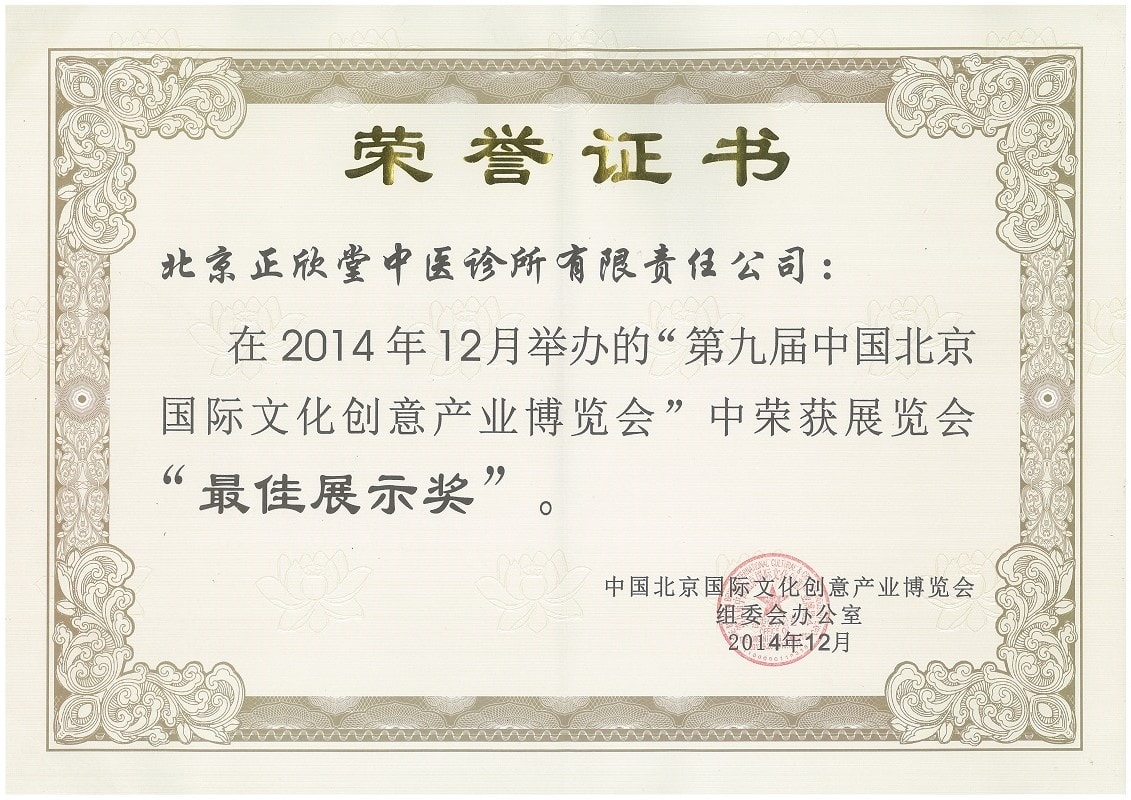 荣誉证书
北京正欣堂中医诊所有限责任公司：
在 2014 年 12月举办的“第九届中国北京
国际文化创意产业博览会”中荣获展览会
“最佳展示奖”。
中国北京国际文化创意产业博览会
组委会办公室
2014年12月